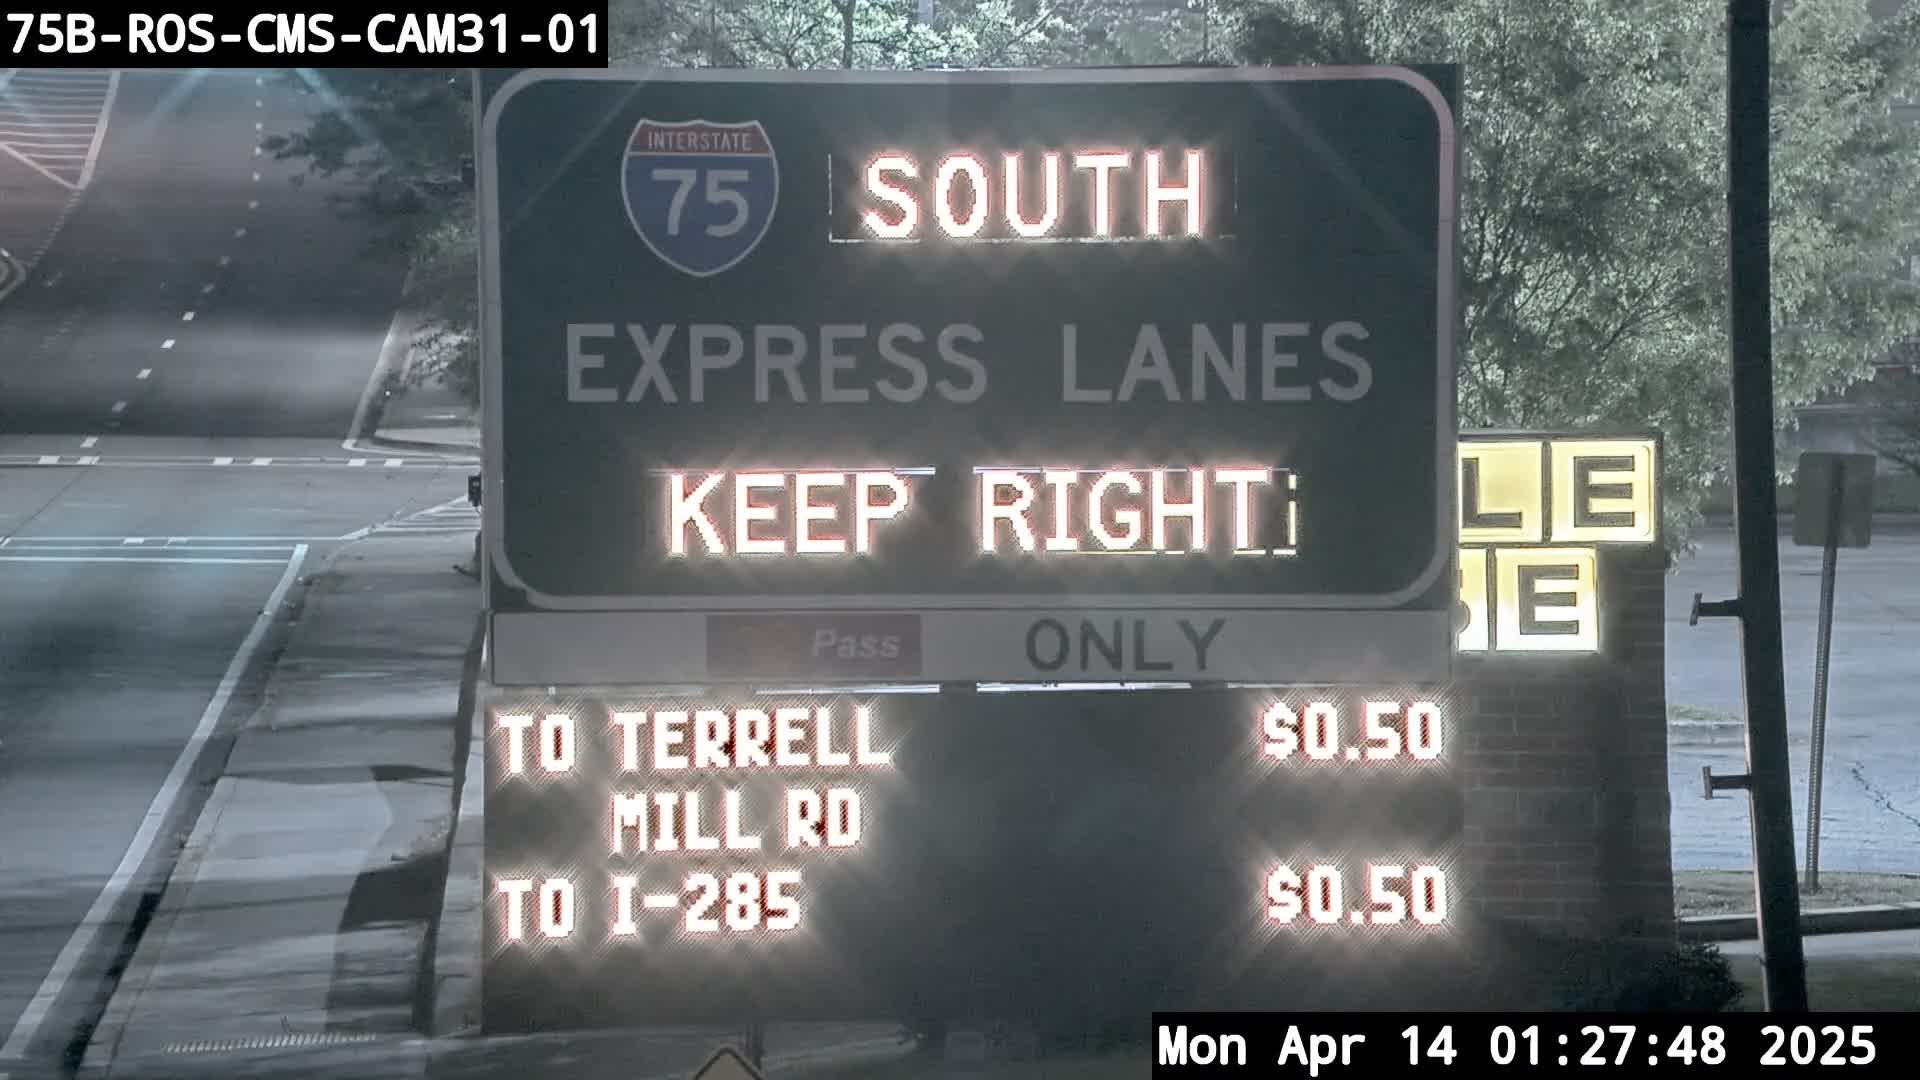 75B-ROS-CMS-CAM31-01
INTERSTATE
75
SOUTH
EXPRESS LANES
KEEP RIGHT
LE
E
Pass ONLY
TO TERRELL $0.50
MILL RD
TO I-285 $0.50
Mon Apr 14 01:27:48 2025